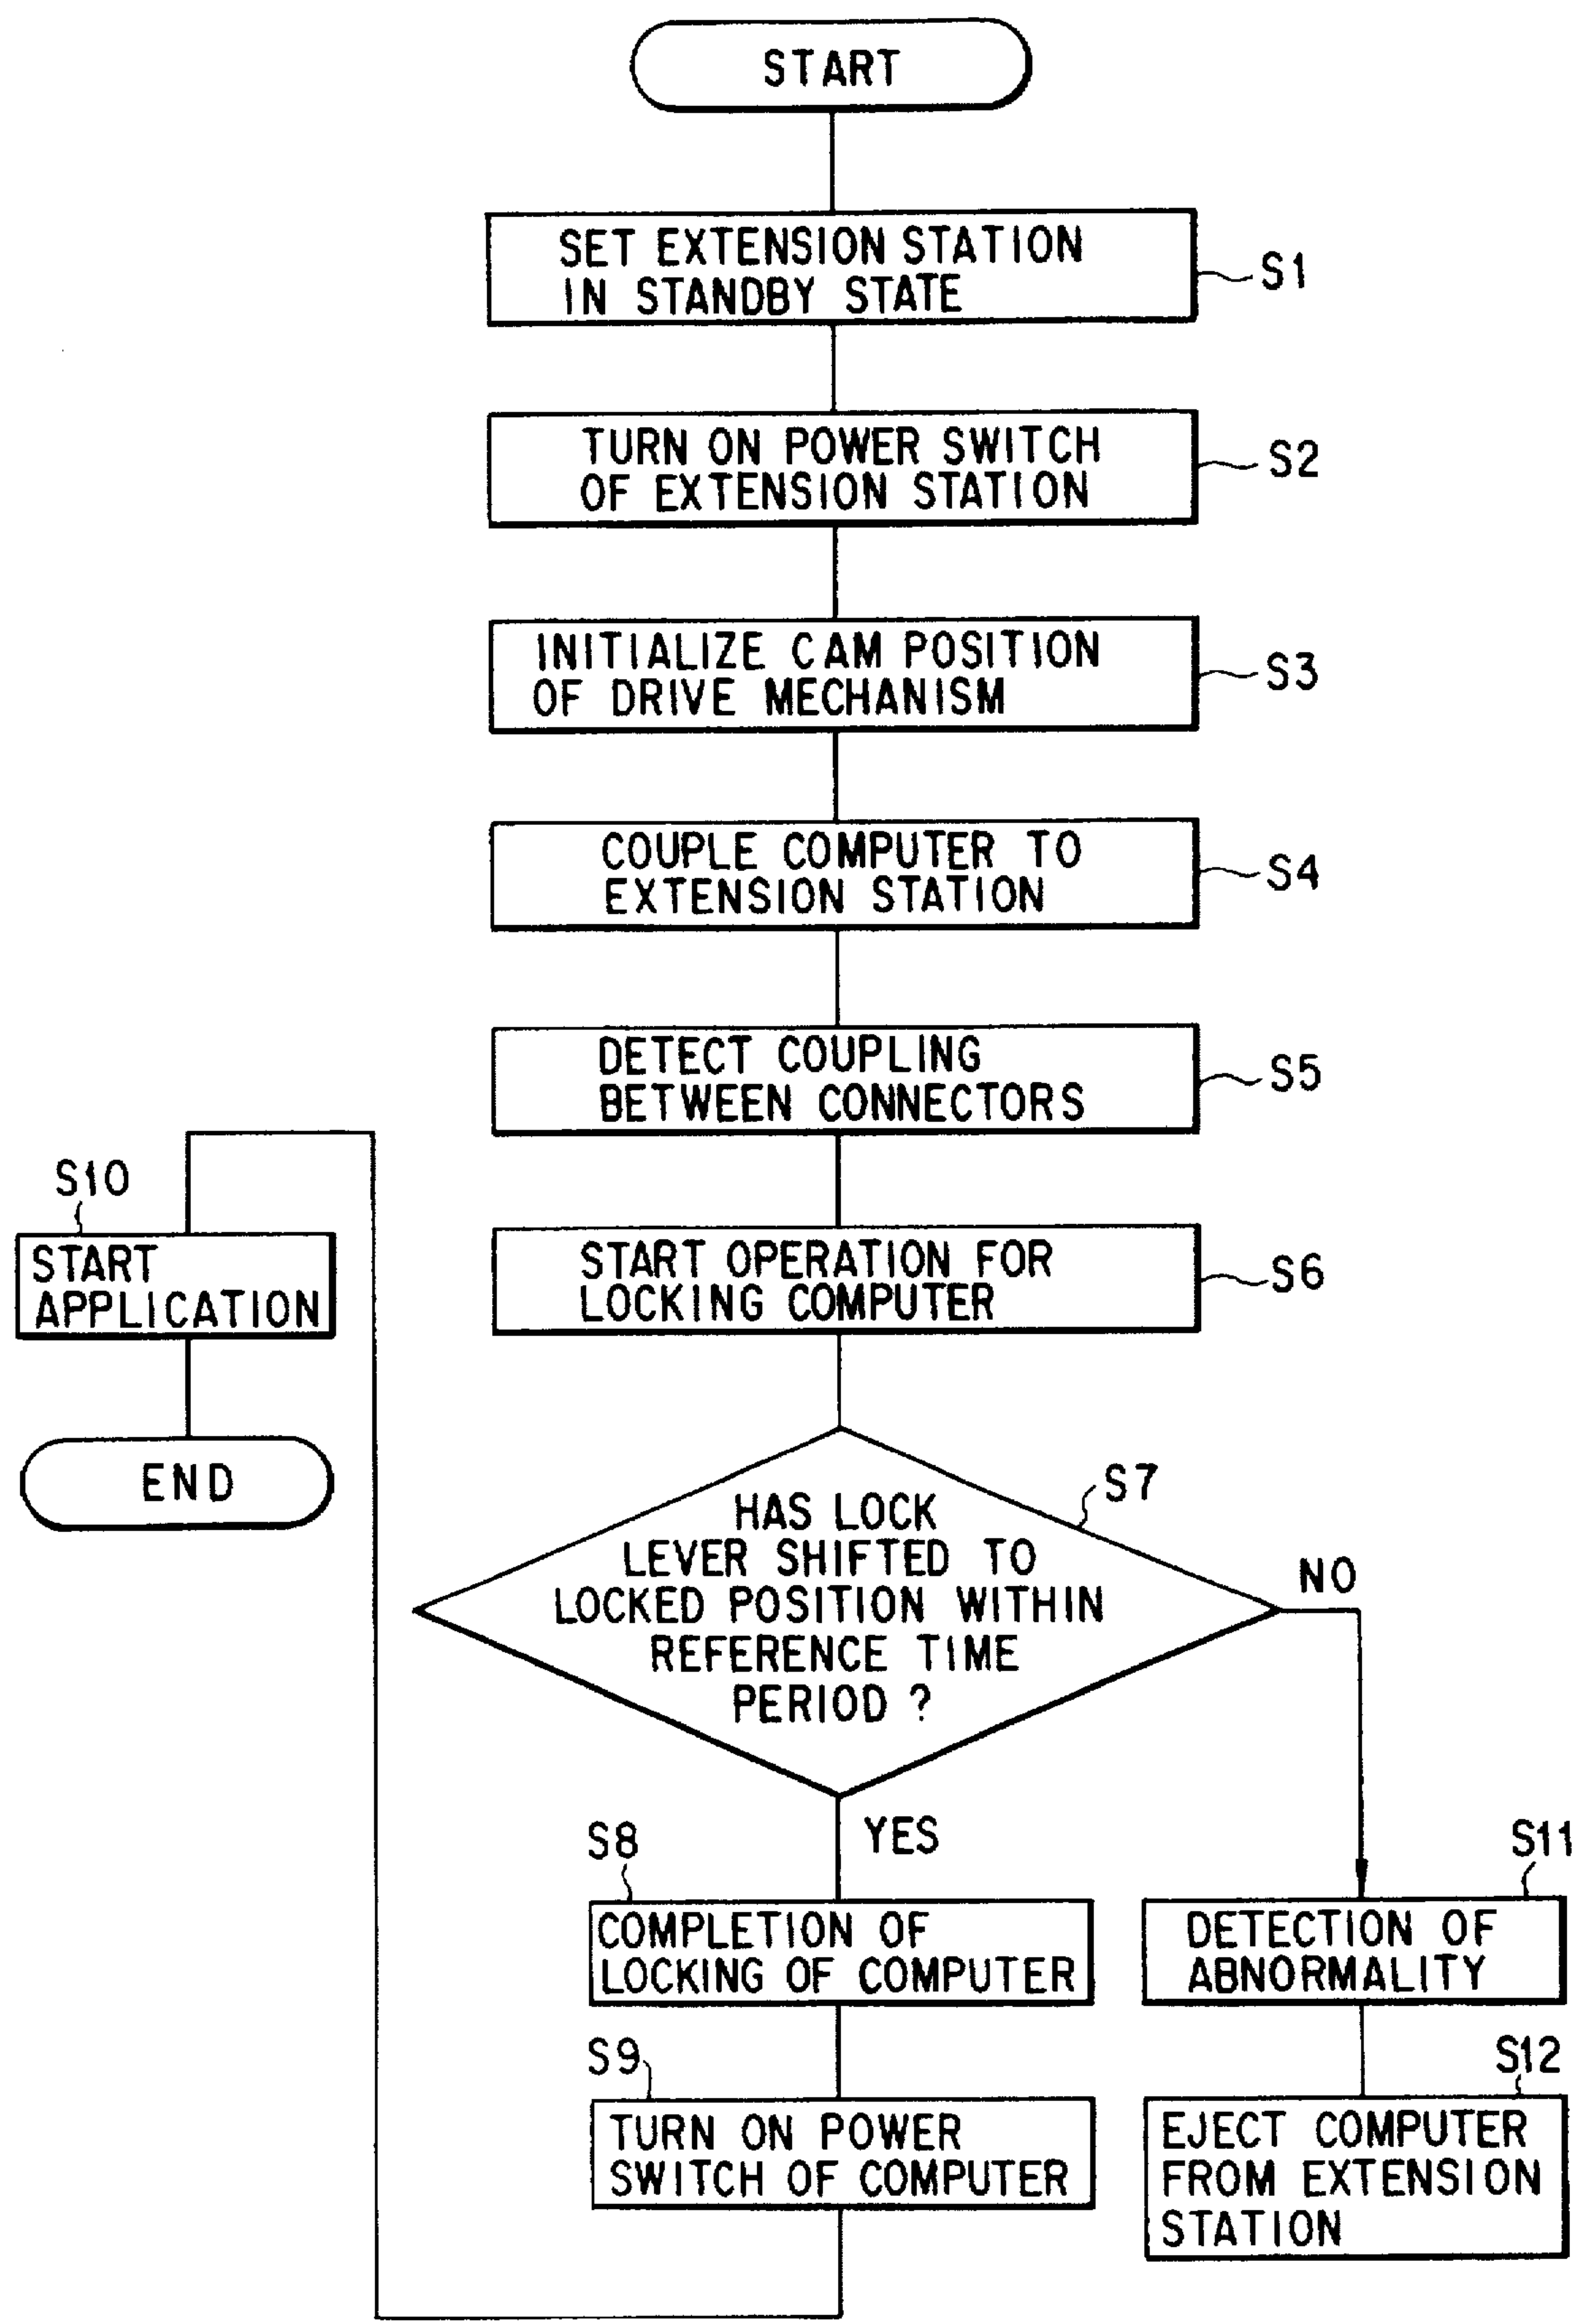 START
SET EXTENSION STATION
IN STANDBY STATE
S1
TURN ON POWER SWITCH
OF EXTENSION STATION
S2
INITIALIZE CAM POSITION
OF DRIVE MECHANISM
S3
COUPLE COMPUTER TO
EXTENSION STATION
S4
DETECT COUPLING
BETWEEN CONNECTORS
S5
START OPERATION FOR
LOCKING COMPUTER
S6
HAS LOCK
LEVER SHIFTED TO
LOCKED POSITION WITHIN
REFERENCE TIME
PERIOD ?
S7
NO
YES
S8
COMPLETION OF
LOCKING OF COMPUTER
S9
TURN ON POWER
SWITCH OF COMPUTER
S10
START
APPLICATION
END
S11
DETECTION OF
ABNORMALITY
S12
EJECT COMPUTER
FROM EXTENSION
STATION